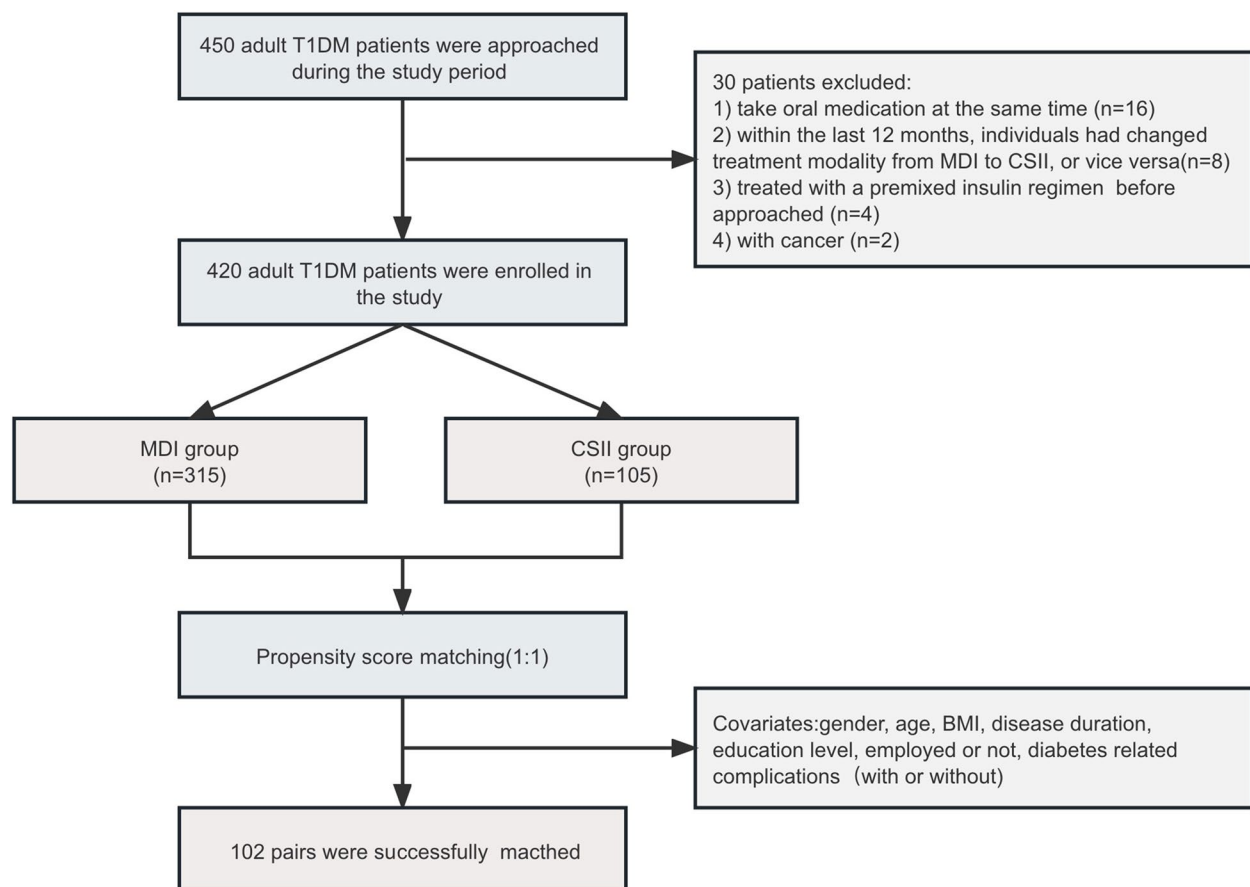 450 adult T1DM patients were approached
during the study period
30 patients excluded:
1) take oral medication at the same time (n=16)
2) within the last 12 months, individuals had changed
treatment modality from MDI to CSII, or vice versa(n=8)
3) treated with a premixed insulin regimen  before
approached (n=4)
4) with cancer (n=2)
420 adult T1DM patients were enrolled in
the study
MDI group
(n=315)
CSII group
(n=105)
Propensity score matching(1:1)
Covariates:gender, age, BMI, disease duration,
education level, employed or not, diabetes related
complications（with or without)
102 pairs were successfully  macthed